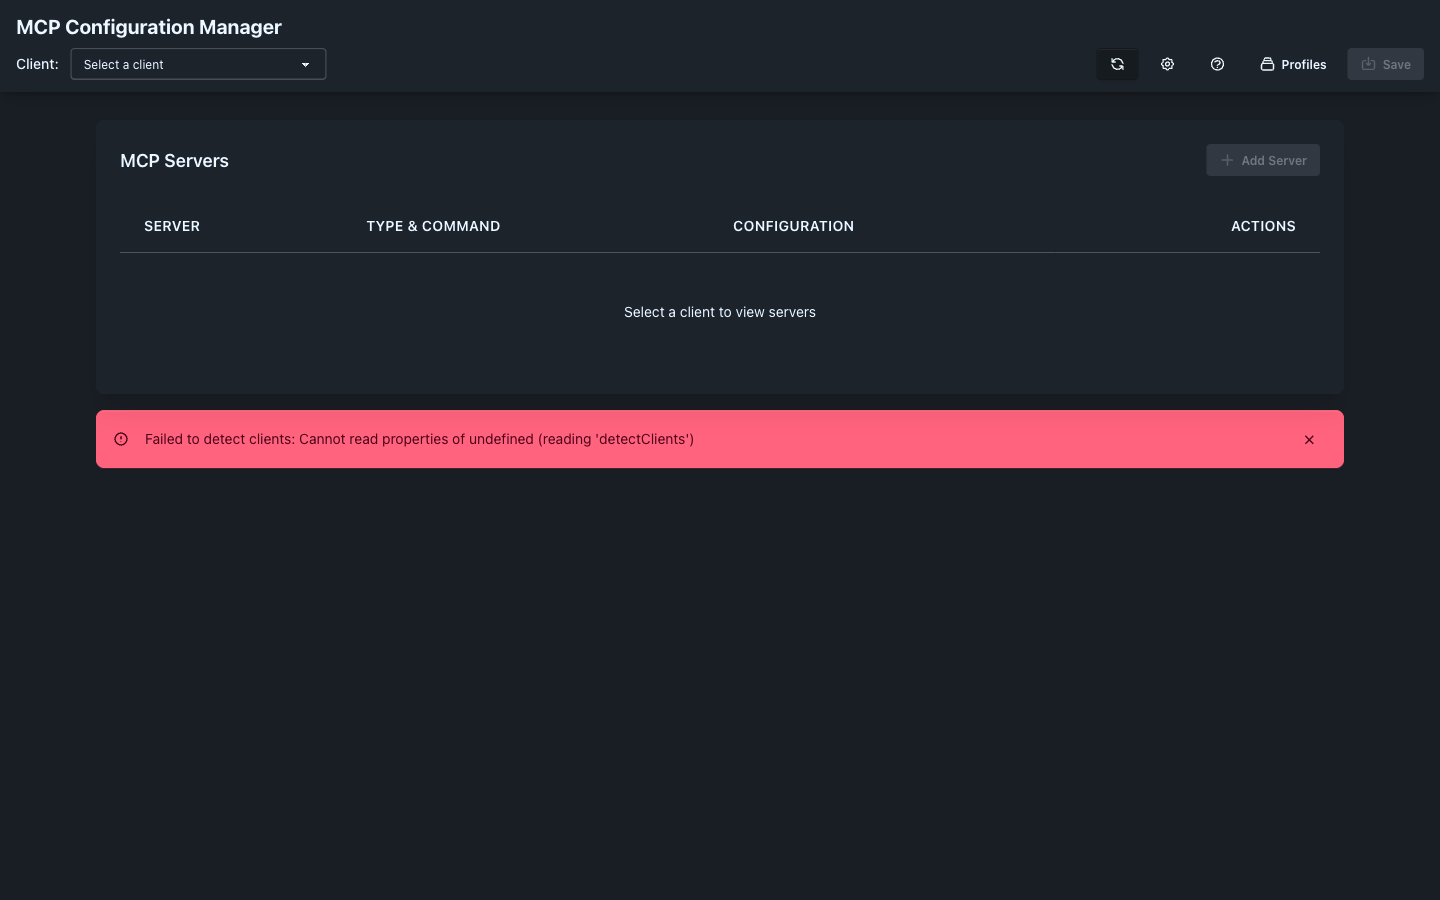 MCP Configuration Manager
Client:
Select a client
Profiles
Save
MCP Servers
Add Server
SERVER
TYPE & COMMAND
CONFIGURATION
ACTIONS
Select a client to view servers
Failed to detect clients: Cannot read properties of undefined (reading 'detectClients')